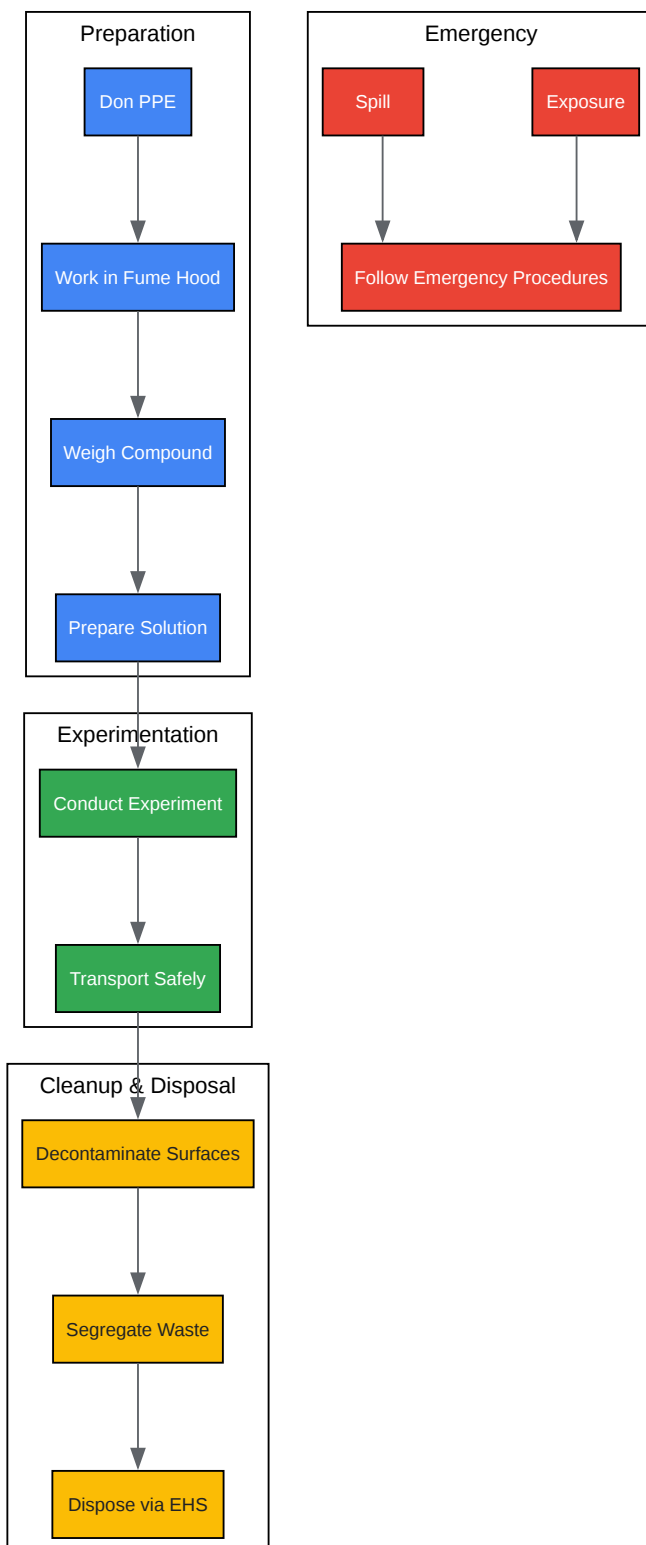 Preparation
Don PPE
Work in Fume Hood
Weigh Compound
Prepare Solution
Experimentation
Conduct Experiment
Transport Safely
Cleanup & Disposal
Decontaminate Surfaces
Segregate Waste
Dispose via EHS
Emergency
Spill
Exposure
Follow Emergency Procedures